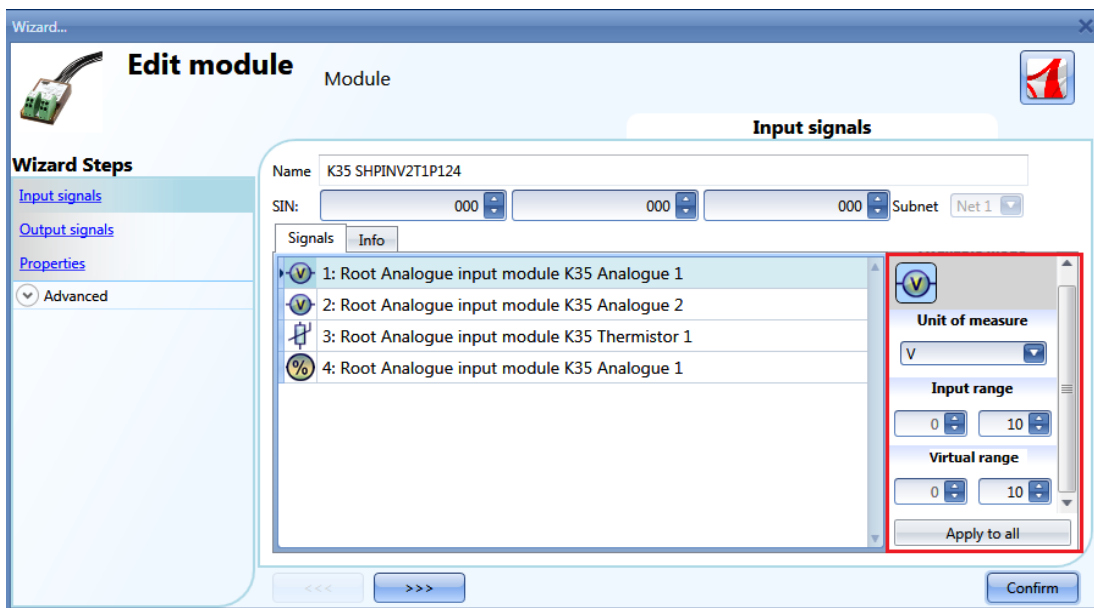 Wizard...
Edit module
Module
Input signals
Wizard Steps
Input signals
Output signals
Properties
Advanced
Name K35 SHPINV2T1P124
SIN: 000 000 000 Subnet Net 1
Signals Info
V 1: Root Analogue input module K35 Analogue 1
V 2: Root Analogue input module K35 Analogue 2
3: Root Analogue input module K35 Thermistor 1
% 4: Root Analogue input module K35 Analogue 1
V
Unit of measure
V
Input range
0 10
Virtual range
0 10
Apply to all
<<< >>> Confirm